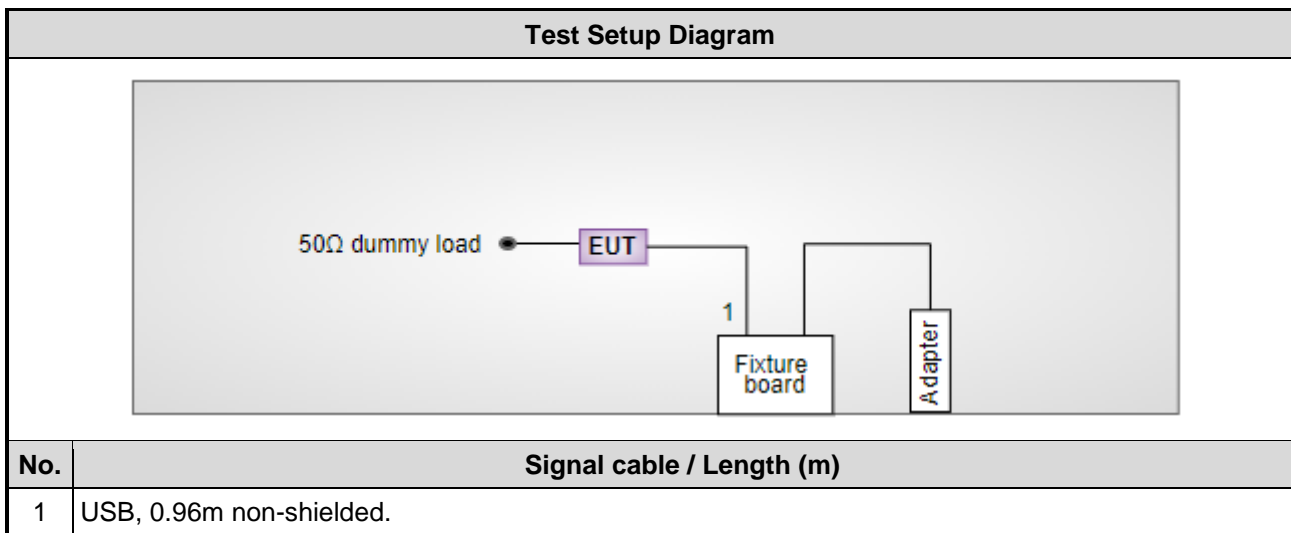 Test Setup Diagram
50Ω dummy load
EUT
1
Fixture
board
Adapter
No. Signal cable / Length (m)
1 USB, 0.96m non-shielded.